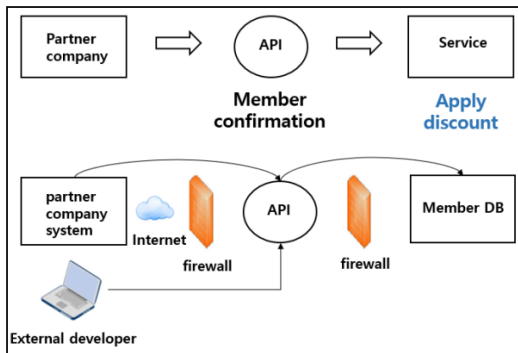 Partner
company
API
Service
Member
confirmation
Apply
discount
partner
company
system
Internet
firewall
API
firewall
Member DB
External developer